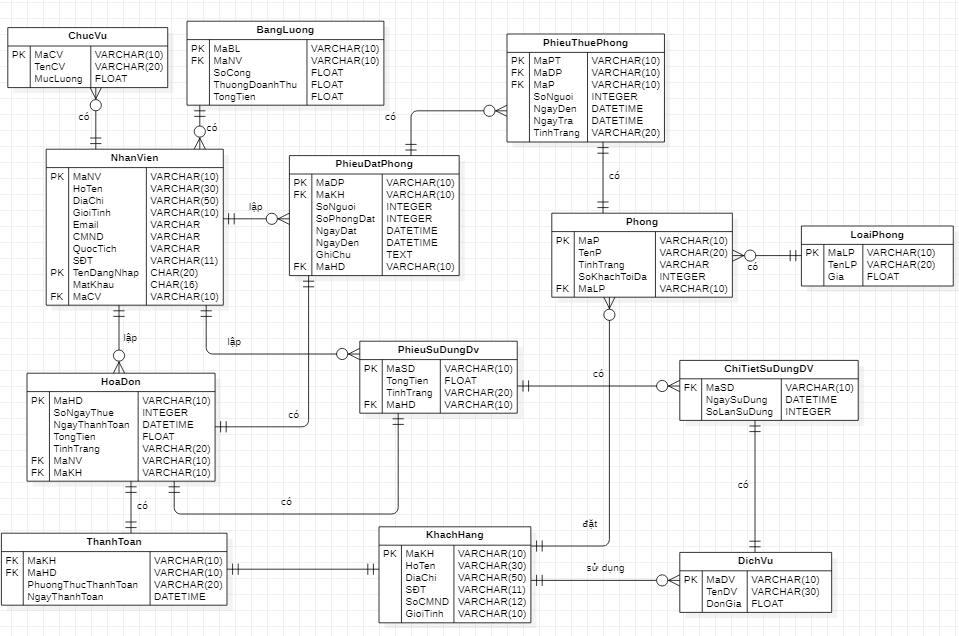 ChucVu
PK MaCV VARCHAR(10)
TenCV VARCHAR(20)
MucLuong FLOAT
có
BangLuong
PK MaBL VARCHAR(10)
FK MaNV VARCHAR(10)
SoCong FLOAT
ThuongDoanhThu FLOAT
TongTien FLOAT
có
PhieuThuePhong
PK MaPT VARCHAR(10)
FK MaDP VARCHAR(10)
FK MaP VARCHAR(10)
SoNguoi INTEGER
NgayDen DATETIME
NgayTra DATETIME
TinhTrang VARCHAR(20)
có
có
NhanVien
PK MaNV VARCHAR(10)
HoTen VARCHAR(30)
DiaChi VARCHAR(50)
GioiTinh VARCHAR(10)
Email VARCHAR
CMND VARCHAR
QuocTich VARCHAR
SĐT VARCHAR(11)
PK TenDangNhap CHAR(20)
MatKhau CHAR(16)
FK MaCV VARCHAR(10)
lập
PhieuDatPhong
PK MaDP VARCHAR(10)
FK MaKH VARCHAR(10)
SoNguoi INTEGER
SoPhongDat INTEGER
NgayDat DATETIME
NgayDen DATETIME
GhiChu TEXT
FK MaHD VARCHAR(10)
Phong
PK MaP VARCHAR(10)
TenP VARCHAR(20)
TinhTrang VARCHAR
SoKhachToiDa INTEGER
FK MaLP VARCHAR(10)
có
LoaiPhong
PK MaLP VARCHAR(10)
TenLP VARCHAR(20)
Gia FLOAT
lập
lập
PhieuSuDungDv
PK MaSD VARCHAR(10)
TongTien FLOAT
TinhTrang VARCHAR(20)
FK MaHD VARCHAR(10)
có
ChiTietSuDungDV
FK MaSD VARCHAR(10)
NgaySuDung DATETIME
SoLanSuDung INTEGER
HoaDon
PK MaHD VARCHAR(10)
SoNgayThue INTEGER
NgayThanhToan DATETIME
TongTien FLOAT
TinhTrang VARCHAR(20)
FK MaNV VARCHAR(10)
FK MaKH VARCHAR(10)
có
có
có
có
đặt
ThanhToan
FK MaKH VARCHAR(10)
FK MaHD VARCHAR(10)
PhuongThucThanhToan VARCHAR(20)
NgayThanhToan DATETIME
KhachHang
PK MaKH VARCHAR(10)
HoTen VARCHAR(30)
DiaChi VARCHAR(50)
SĐT VARCHAR(11)
SoCMND VARCHAR(12)
GioiTinh VARCHAR(10)
sử dụng
DichVu
PK MaDV VARCHAR(10)
TenDV VARCHAR(30)
DonGia FLOAT